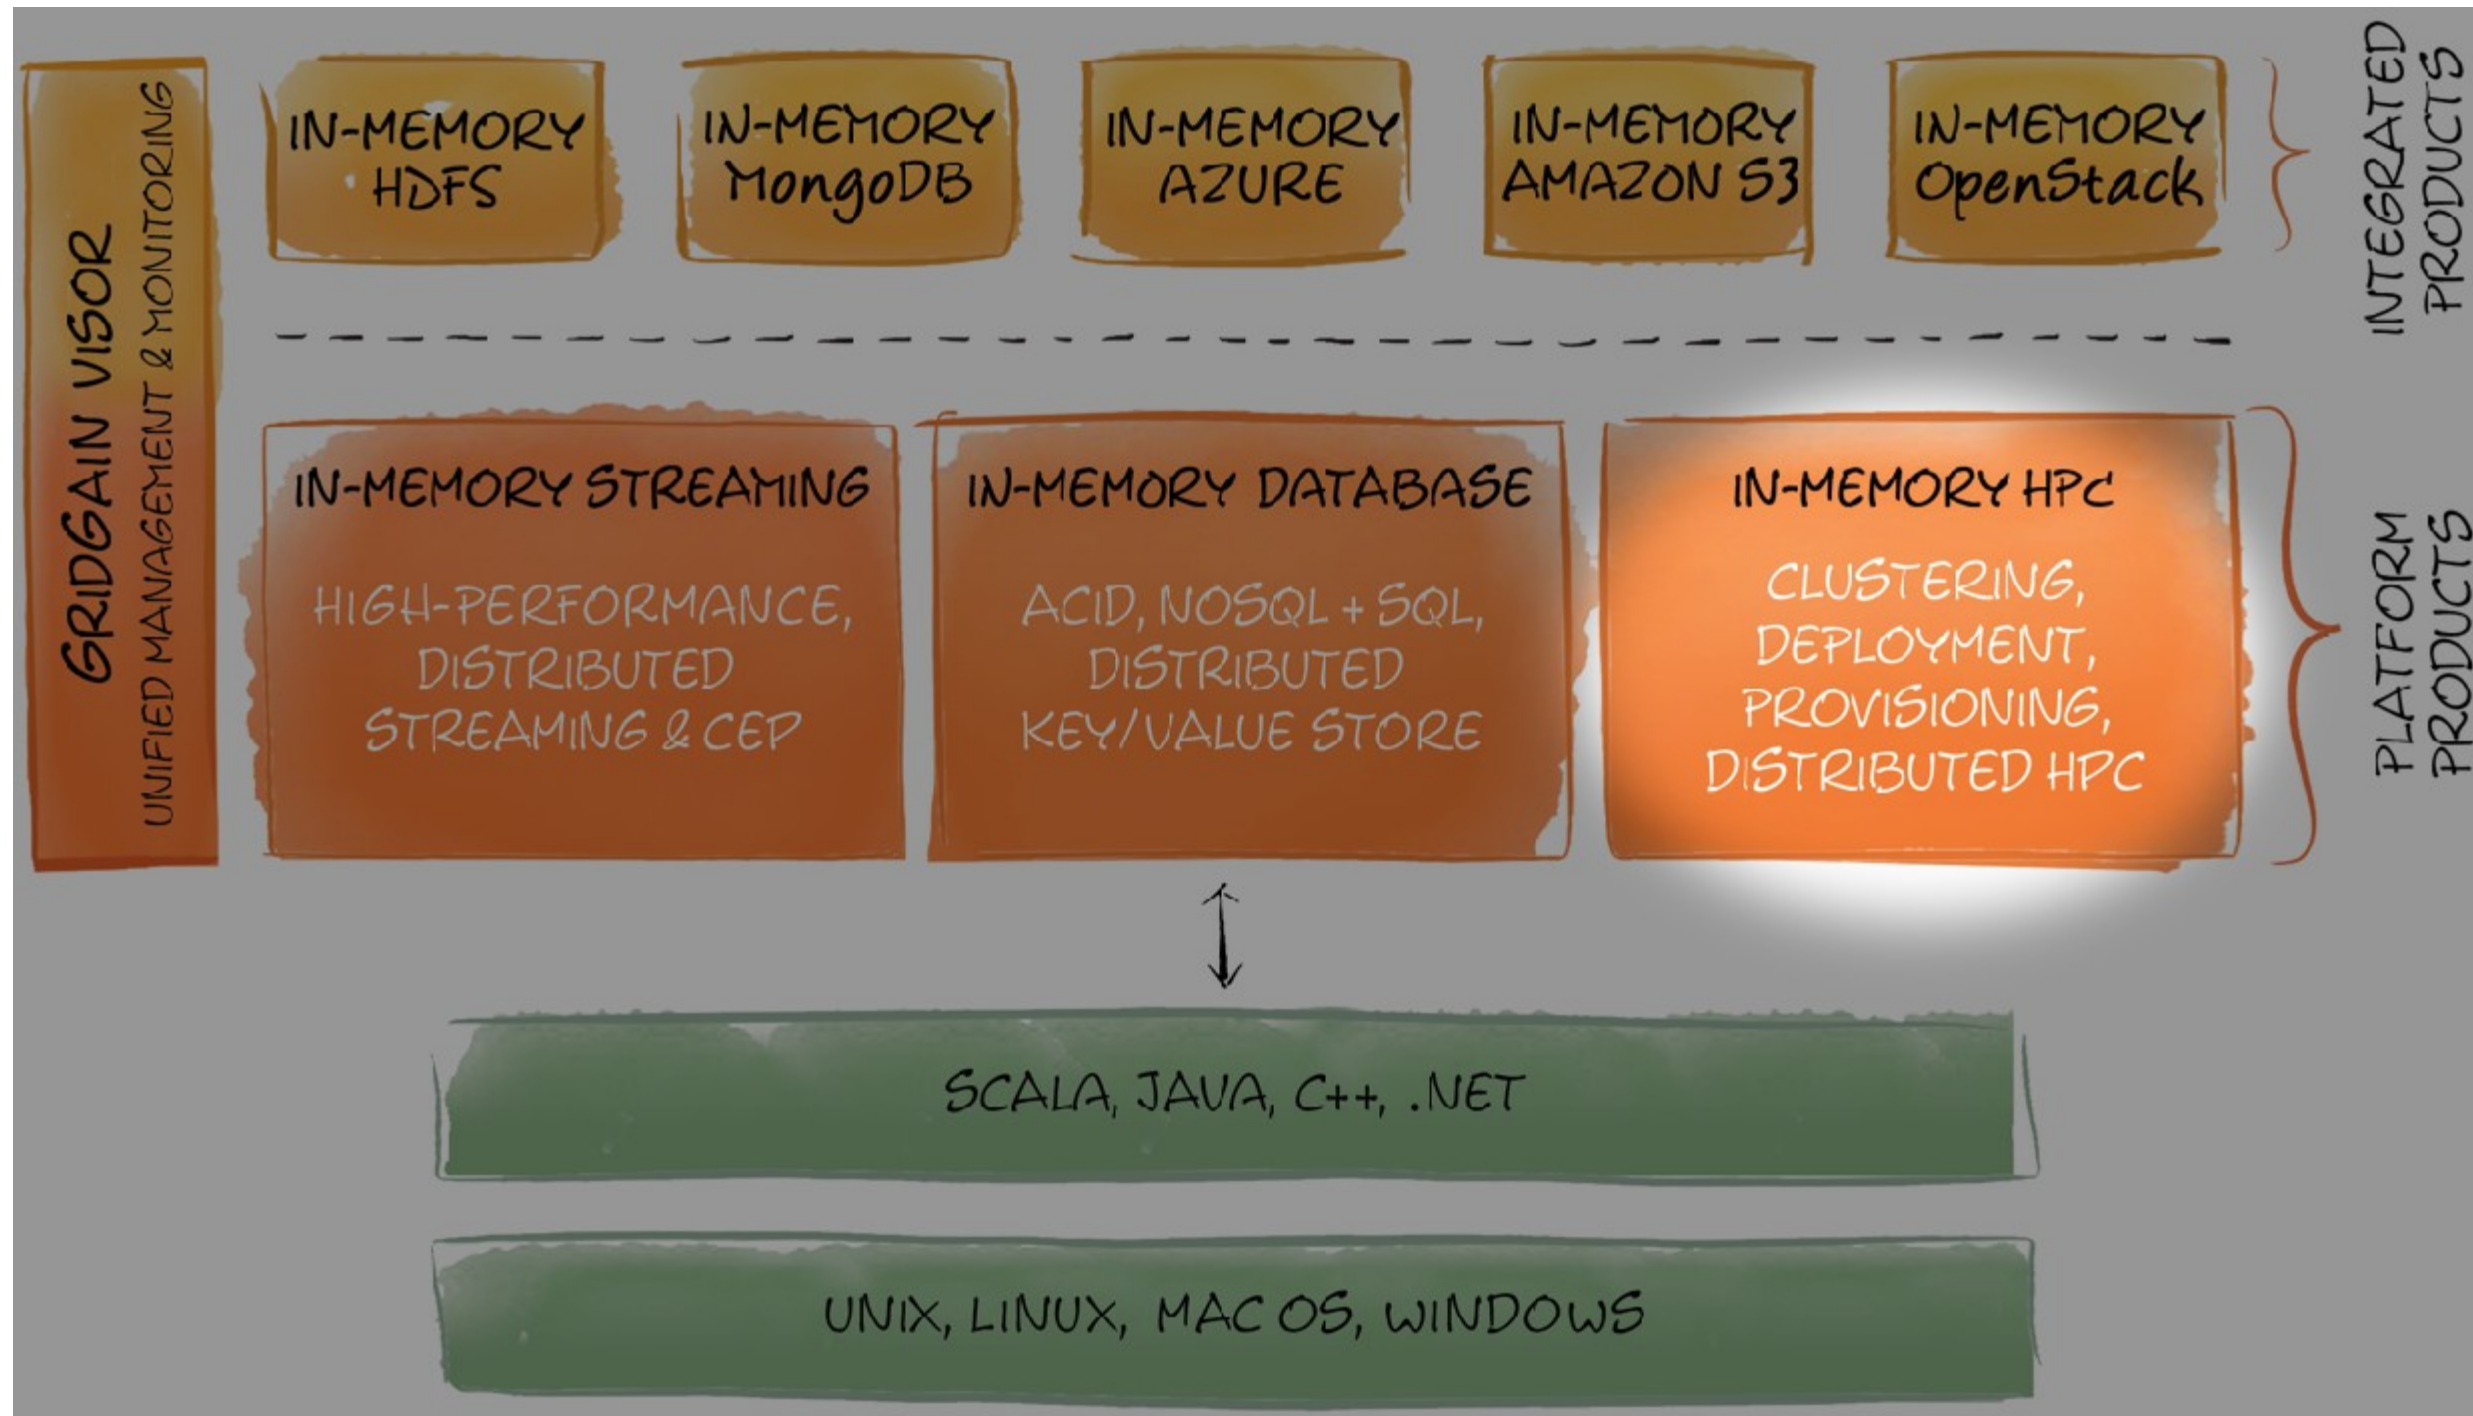 GRIDGAIN VISOR
UNIFIED MANAGEMENT & MONITORING
IN-MEMORY
HDFS
IN-MEMORY
MongoDB
IN-MEMORY
AZURE
IN-MEMORY
AMAZON S3
IN-MEMORY
OpenStack
INTEGRATED
PRODUCTS
IN-MEMORY STREAMING
HIGH-PERFORMANCE,
DISTRIBUTED
STREAMING & CEP
IN-MEMORY DATABASE
ACID, NOSQL + SQL,
DISTRIBUTED
KEY/VALUE STORE
IN-MEMORY HPC
CLUSTERING,
DEPLOYMENT,
PROVISIONING,
DISTRIBUTED HPC
PLATFORM
PRODUCTS
SCALA, JAVA, C++, .NET
UNIX, LINUX, MAC OS, WINDOWS